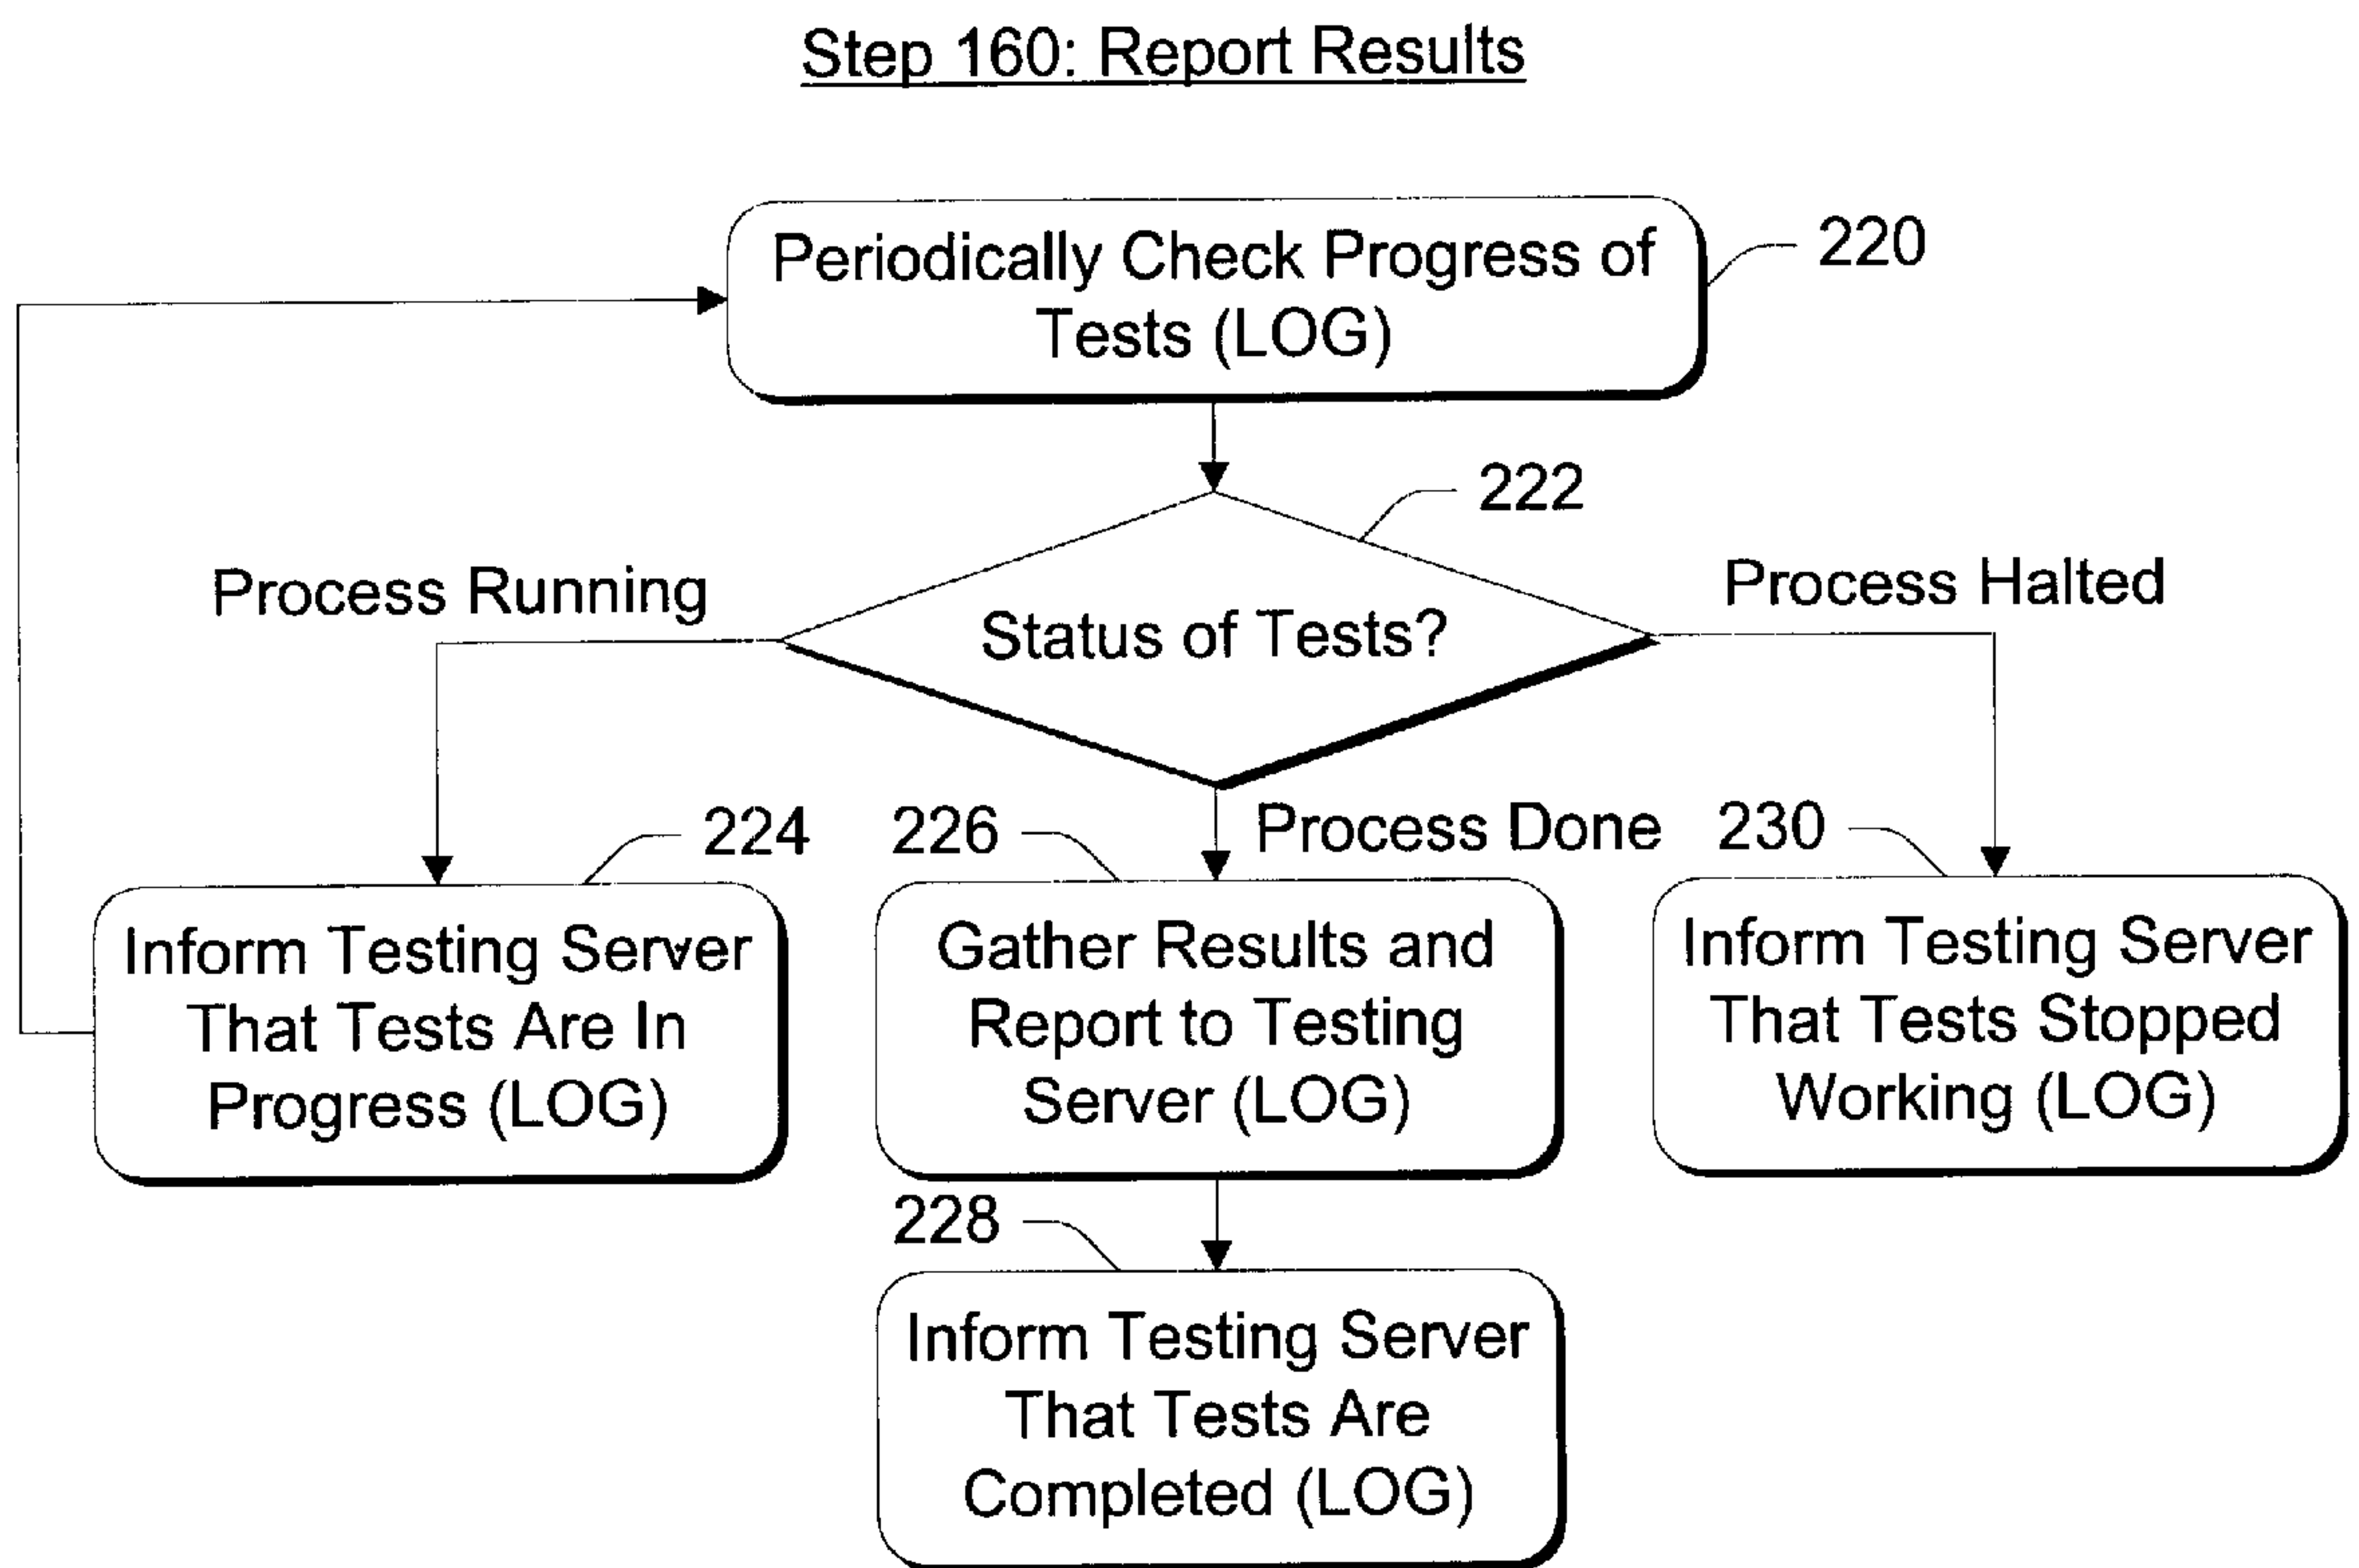 Step 160: Report Results
Periodically Check Progress of
Tests (LOG)
220
222
Process Running
Status of Tests?
Process Halted
224
226
Process Done
230
Inform Testing Server
That Tests Are In
Progress (LOG)
Gather Results and
Report to Testing
Server (LOG)
Inform Testing Server
That Tests Stopped
Working (LOG)
228
Inform Testing Server
That Tests Are
Completed (LOG)